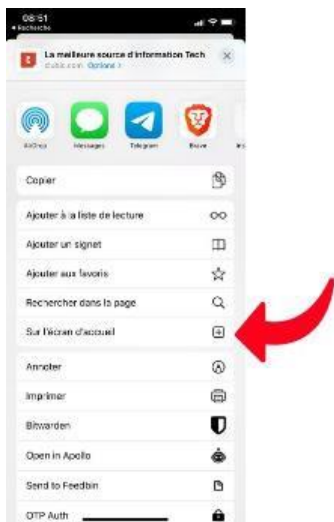 08:51
Recherche
La meilleure source d'information Tech
clubic.com Options >
AirDrop Messages Telegram Brave
Copier
Ajouter à la liste de lecture
Ajouter un signet
Ajouter aux favoris
Rechercher dans la page
Sur l'écran d'accueil
Annoter
Imprimer
Bitwarden
Open in Apollo
Send to Feedbin
OTP Auth